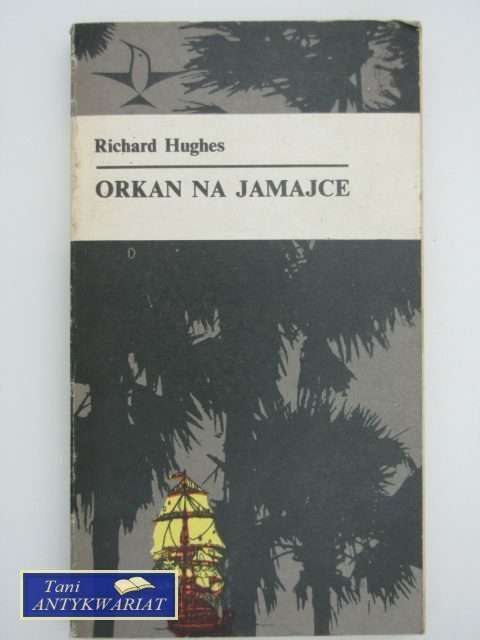 Richard Hughes
ORKAN NA JAMAJCE
Tani
ANTYKWARIAT